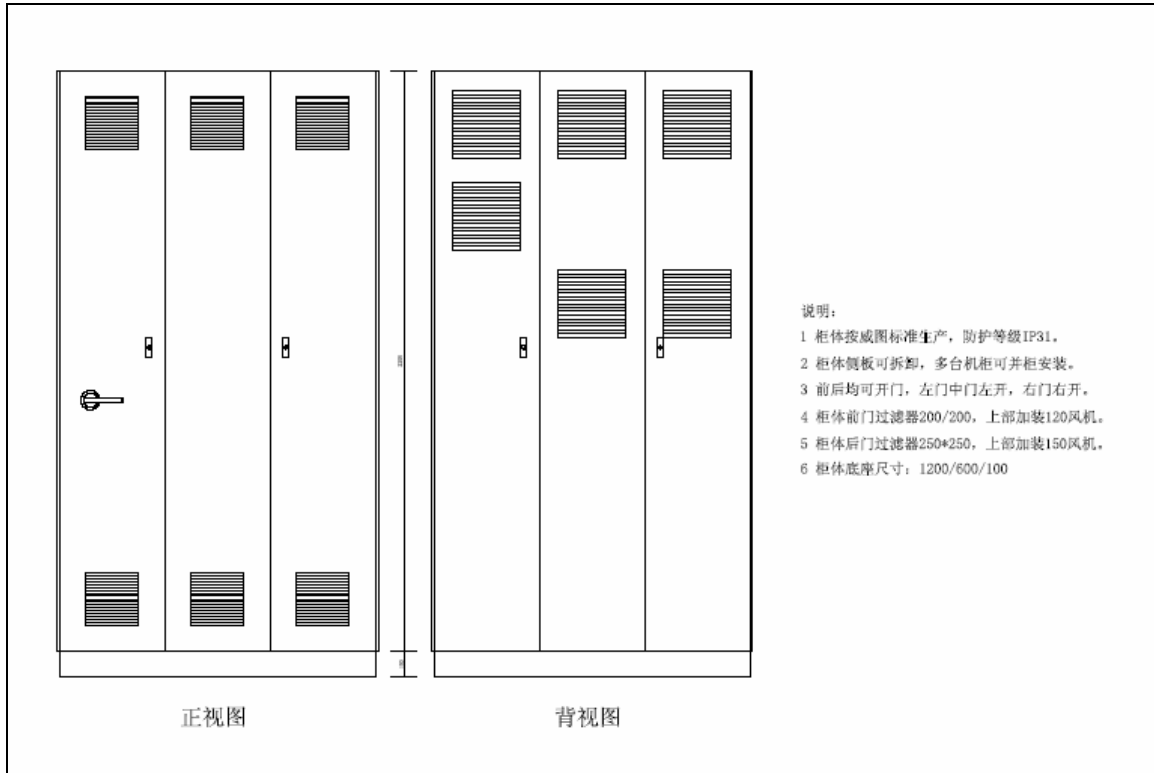 说明：
1 柜体按威图标准生产，防护等级IP31。
2 柜体侧板可拆卸，多台机柜可并柜安装。
3 前后均可开门，左门中门左开，右门右开。
4 柜体前门过滤器200/200，上部加装120风机。
5 柜体后门过滤器250*250，上部加装150风机。
6 柜体底座尺寸：1200/600/100
正视图
背视图